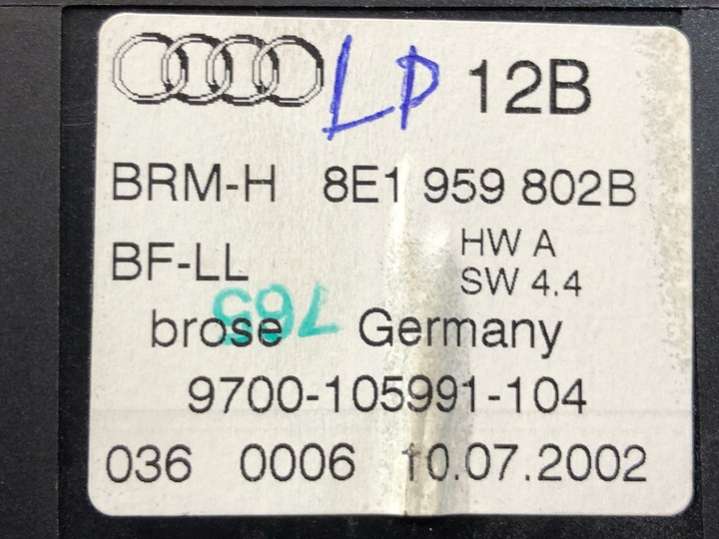 LP 12B
BRM-H 8E1 959 802B
BF-LL HW A
SW 4.4
765
brose Germany
9700-105991-104
036 0006 10.07.2002